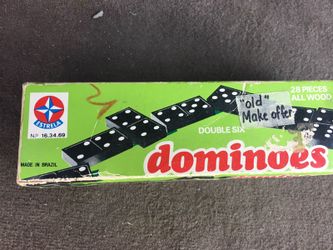 28 PIECES
ALL WOOD
"old"
Make offer
ESTRELA
DOUBLE SIX
Nº 16.34.69
dominoes
MADE IN BRAZIL